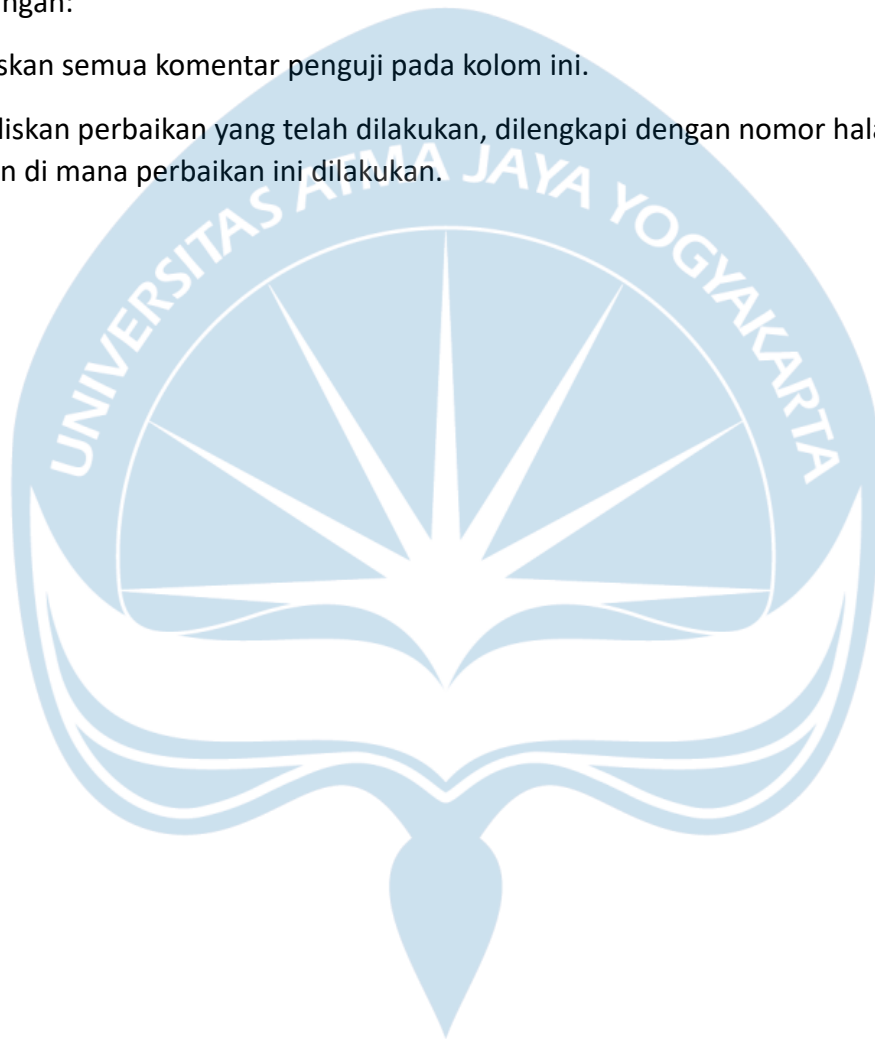 ngan:
skan semua komentar penguji pada kolom ini.
liskan perbaikan yang telah dilakukan, dilengkapi dengan nomor hala
n di mana perbaikan ini dilakukan.
UNIVERSITAS ATMA JAYA YOGYAKARTA